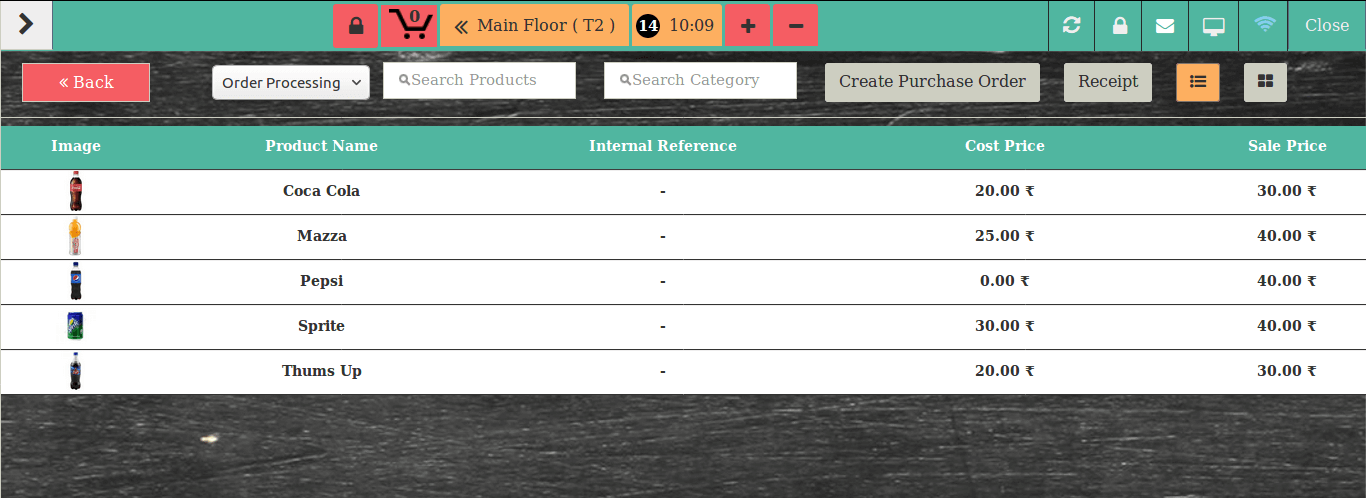 0 Main Floor ( T2 ) 14 10:09 Close
Back Order Processing Search Products Search Category Create Purchase Order Receipt
Image Product Name Internal Reference Cost Price Sale Price
Coca Cola - 20.00 ₹ 30.00 ₹
Mazza - 25.00 ₹ 40.00 ₹
Pepsi - 0.00 ₹ 40.00 ₹
Sprite - 30.00 ₹ 40.00 ₹
Thums Up - 20.00 ₹ 30.00 ₹